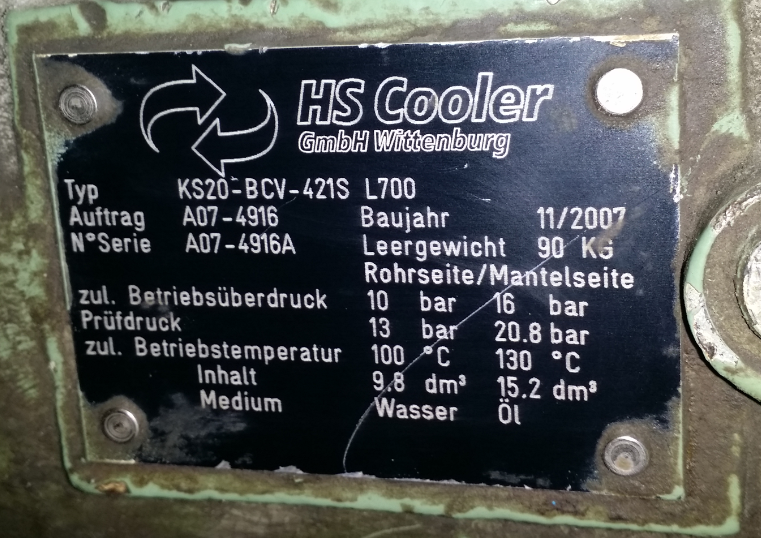 HS Cooler
GmbH Wittenburg
Typ KS20-BCV-421S L700
Auftrag A07-4916 Baujahr 11/2007
N°Serie A07-4916A Leergewicht 90 KG
Rohrseite/Mantelseite
zul. Betriebsüberdruck 10 bar 16 bar
Prüfdruck 13 bar 20.8 bar
zul. Betriebstemperatur 100 °C 130 °C
Inhalt 9.8 dm³ 15.2 dm³
Medium Wasser Öl